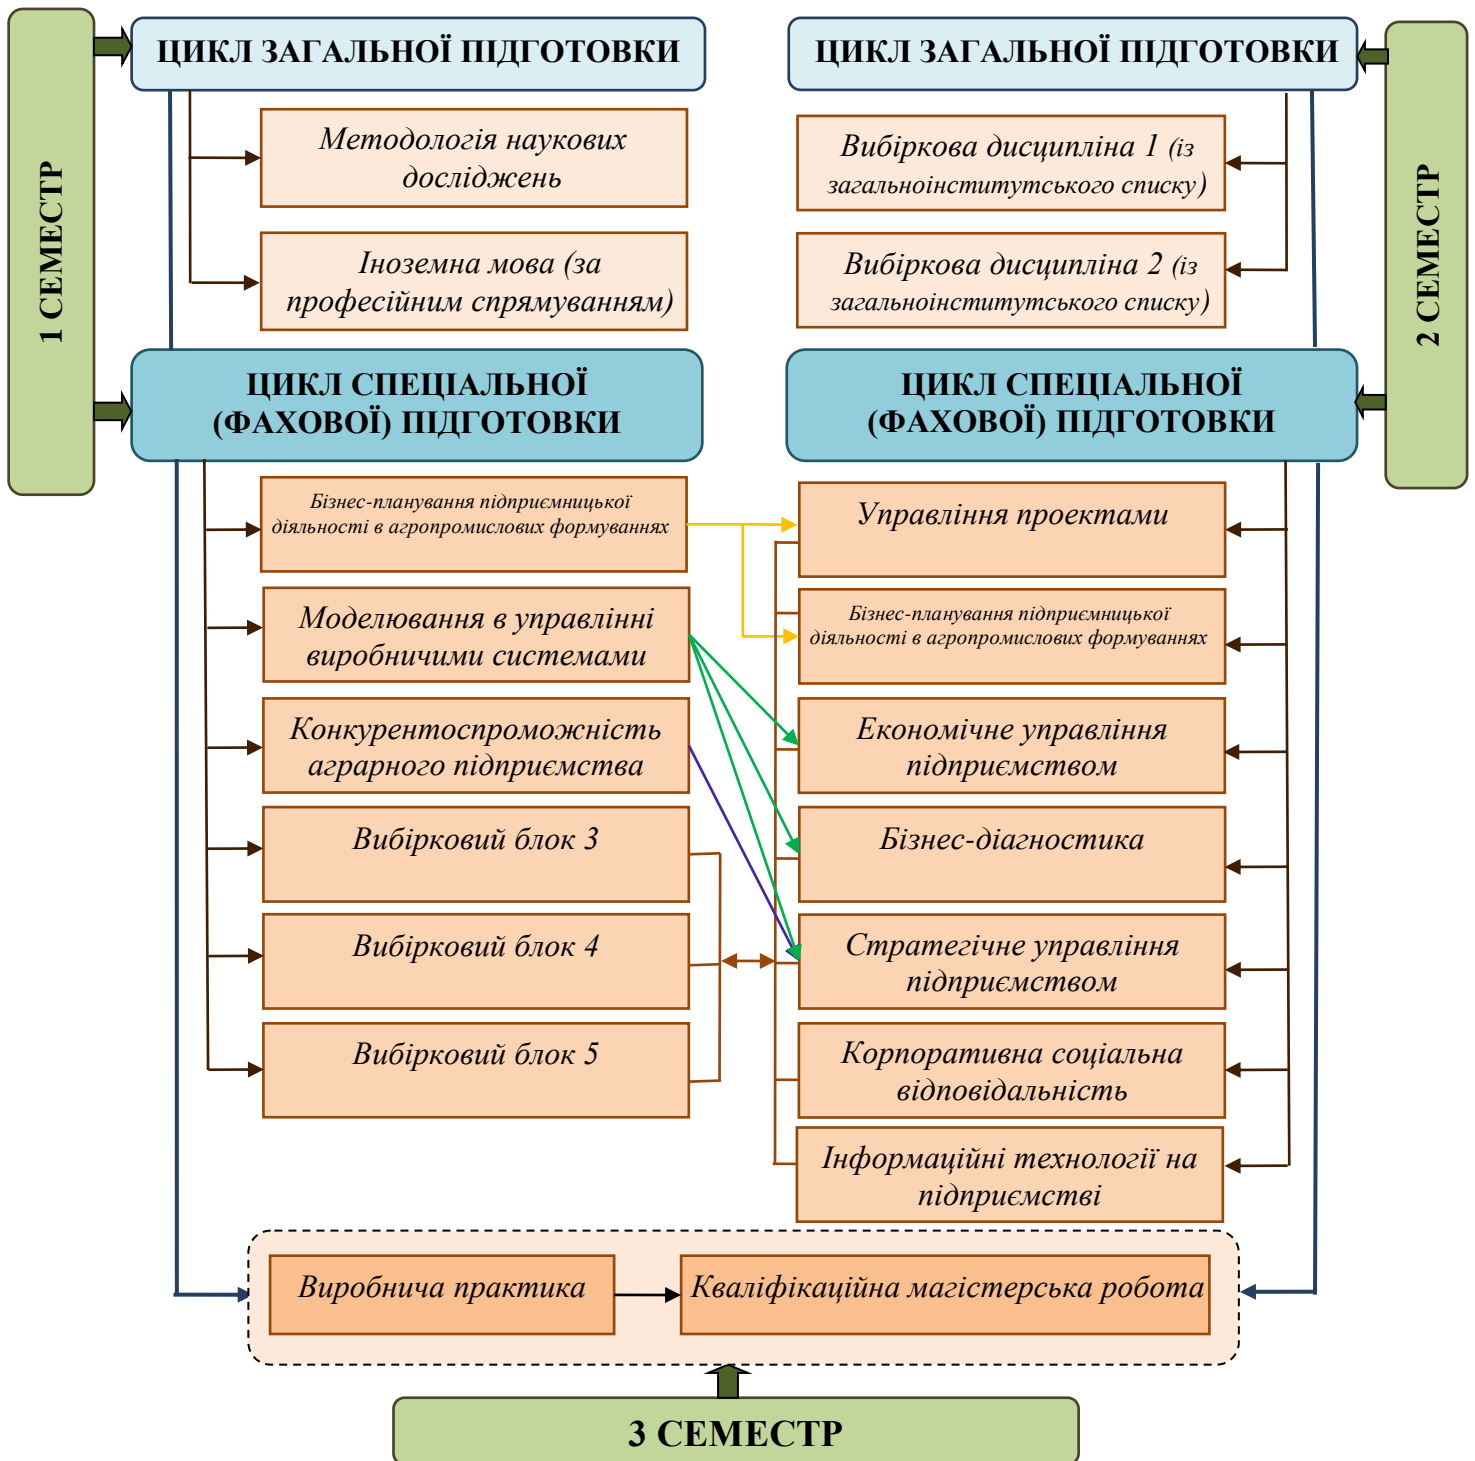 1 СЕМЕСТР
ЦИКЛ ЗАГАЛЬНОЇ ПІДГОТОВКИ
Методологія наукових
досліджень
Іноземна мова (за
професійним спрямуванням)
ЦИКЛ СПЕЦІАЛЬНОЇ
(ФАХОВОЇ) ПІДГОТОВКИ
Бізнес-планування підприємницької
діяльності в агропромислових формуваннях
Моделювання в управлінні
виробничими системами
Конкурентоспроможність
аграрного підприємства
Вибірковий блок 3
Вибірковий блок 4
Вибірковий блок 5
2 СЕМЕСТР
ЦИКЛ ЗАГАЛЬНОЇ ПІДГОТОВКИ
Вибіркова дисципліна 1 (із
загальноінститутського списку)
Вибіркова дисципліна 2 (із
загальноінститутського списку)
ЦИКЛ СПЕЦІАЛЬНОЇ
(ФАХОВОЇ) ПІДГОТОВКИ
Управління проектами
Бізнес-планування підприємницької
діяльності в агропромислових формуваннях
Економічне управління
підприємством
Бізнес-діагностика
Стратегічне управління
підприємством
Корпоративна соціальна
відповідальність
Інформаційні технології на
підприємстві
Виробнича практика
Кваліфікаційна магістерська робота
3 СЕМЕСТР